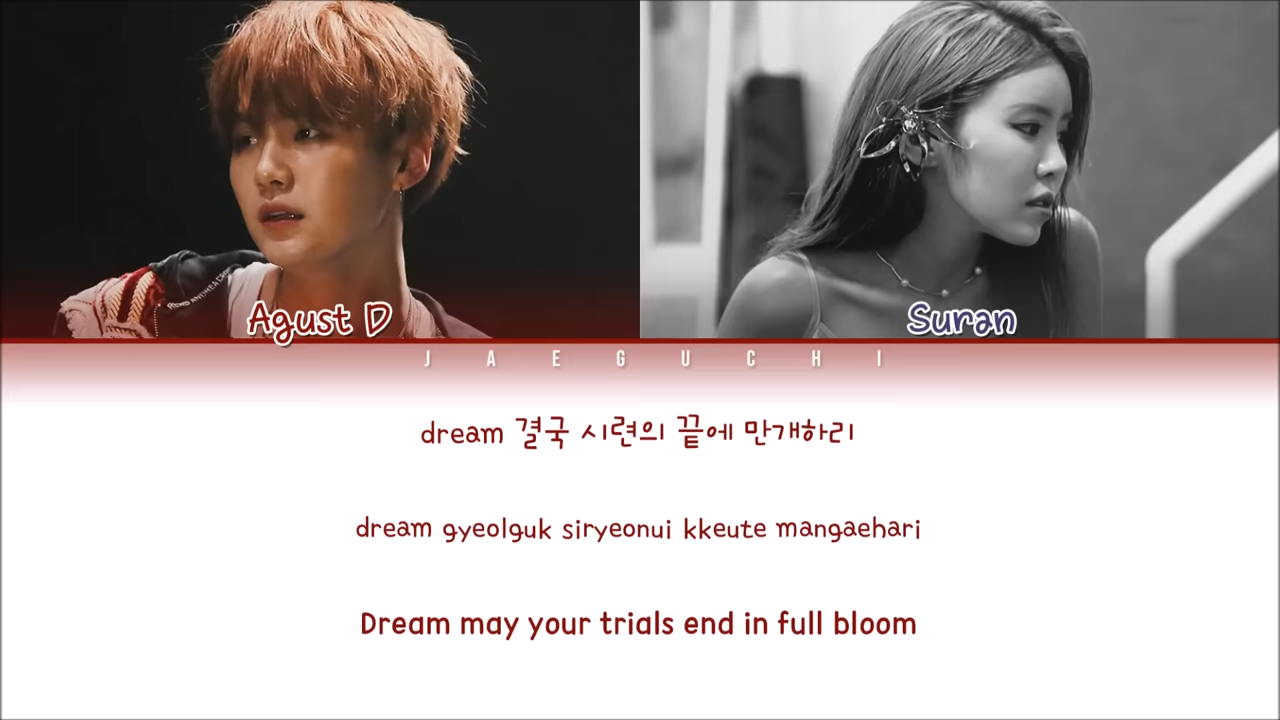 Agust D
Suran
JAEGUCHI
dream 결국 시련의 끝에 만개하리
dream gyeolguk siryeonui kkeute mangaehari
Dream may your trials end in full bloom